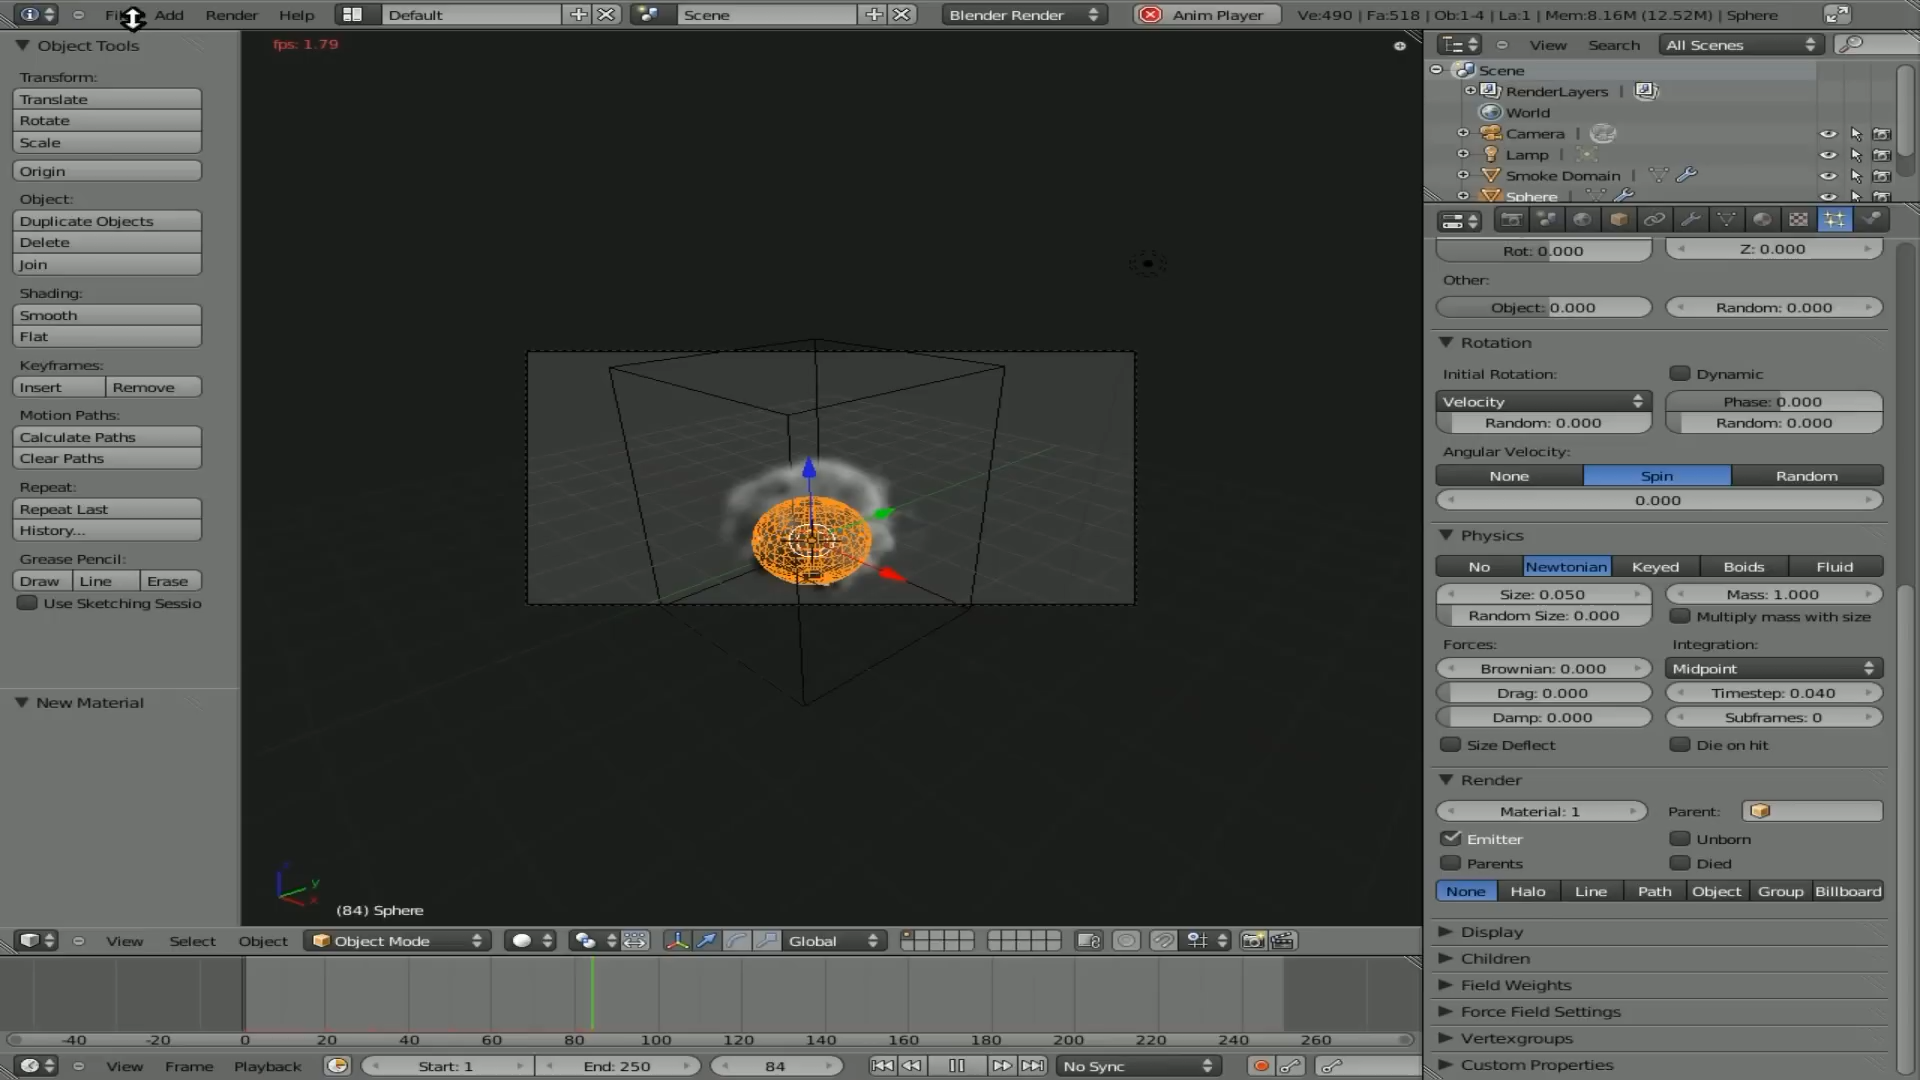 Add Render Help Default Scene Blender Render Anim Player Ve:490 | Fa:518 | Ob:1-4 | La:1 | Mem:8.16M (12.52M) | Sphere
Object Tools
Transform:
Translate
Rotate
Scale
Origin
Object:
Duplicate Objects
Delete
Join
Shading:
Smooth
Flat
Keyframes:
Insert Remove
Motion Paths:
Calculate Paths
Clear Paths
Repeat:
Repeat Last
History...
Grease Pencil:
Draw Line Erase
Use Sketching Sessio
New Material
fps: 1.79
z
y
x
(84) Sphere
View Select Object Object Mode Global
-40 -20 0 20 40 60 80 100 120 140 160 180 200 220 240 260
View Frame Playback Start: 1 End: 250 84 No Sync
View Search All Scenes
Scene
RenderLayers |
World
Camera |
Lamp |
Smoke Domain |
Sphere |
Rot: 0.000 Z: 0.000
Other:
Object: 0.000 Random: 0.000
Rotation
Initial Rotation: Dynamic
Velocity Phase: 0.000
Random: 0.000 Random: 0.000
Angular Velocity:
None Spin Random
0.000
Physics
No Newtonian Keyed Boids Fluid
Size: 0.050 Mass: 1.000
Random Size: 0.000 Multiply mass with size
Forces: Integration:
Brownian: 0.000 Midpoint
Drag: 0.000 Timestep: 0.040
Damp: 0.000 Subframes: 0
Size Deflect Die on hit
Render
Material: 1 Parent:
Emitter Unborn
Parents Died
None Halo Line Path Object Group Billboard
Display
Children
Field Weights
Force Field Settings
Vertexgroups
Custom Properties